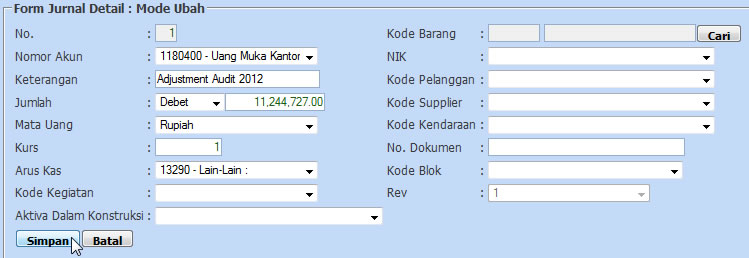 Form Jurnal Detail : Mode Ubah
No. : 1 Kode Barang : Cari
Nomor Akun : 1180400 - Uang Muka Kantor NIK :
Keterangan : Adjustment Audit 2012 Kode Pelanggan :
Jumlah : Debet 11,244,727.00 Kode Supplier :
Mata Uang : Rupiah Kode Kendaraan :
Kurs : 1 No. Dokumen :
Arus Kas : 13290 - Lain-Lain : Kode Blok :
Kode Kegiatan : Rev : 1
Aktiva Dalam Konstruksi :
Simpan Batal